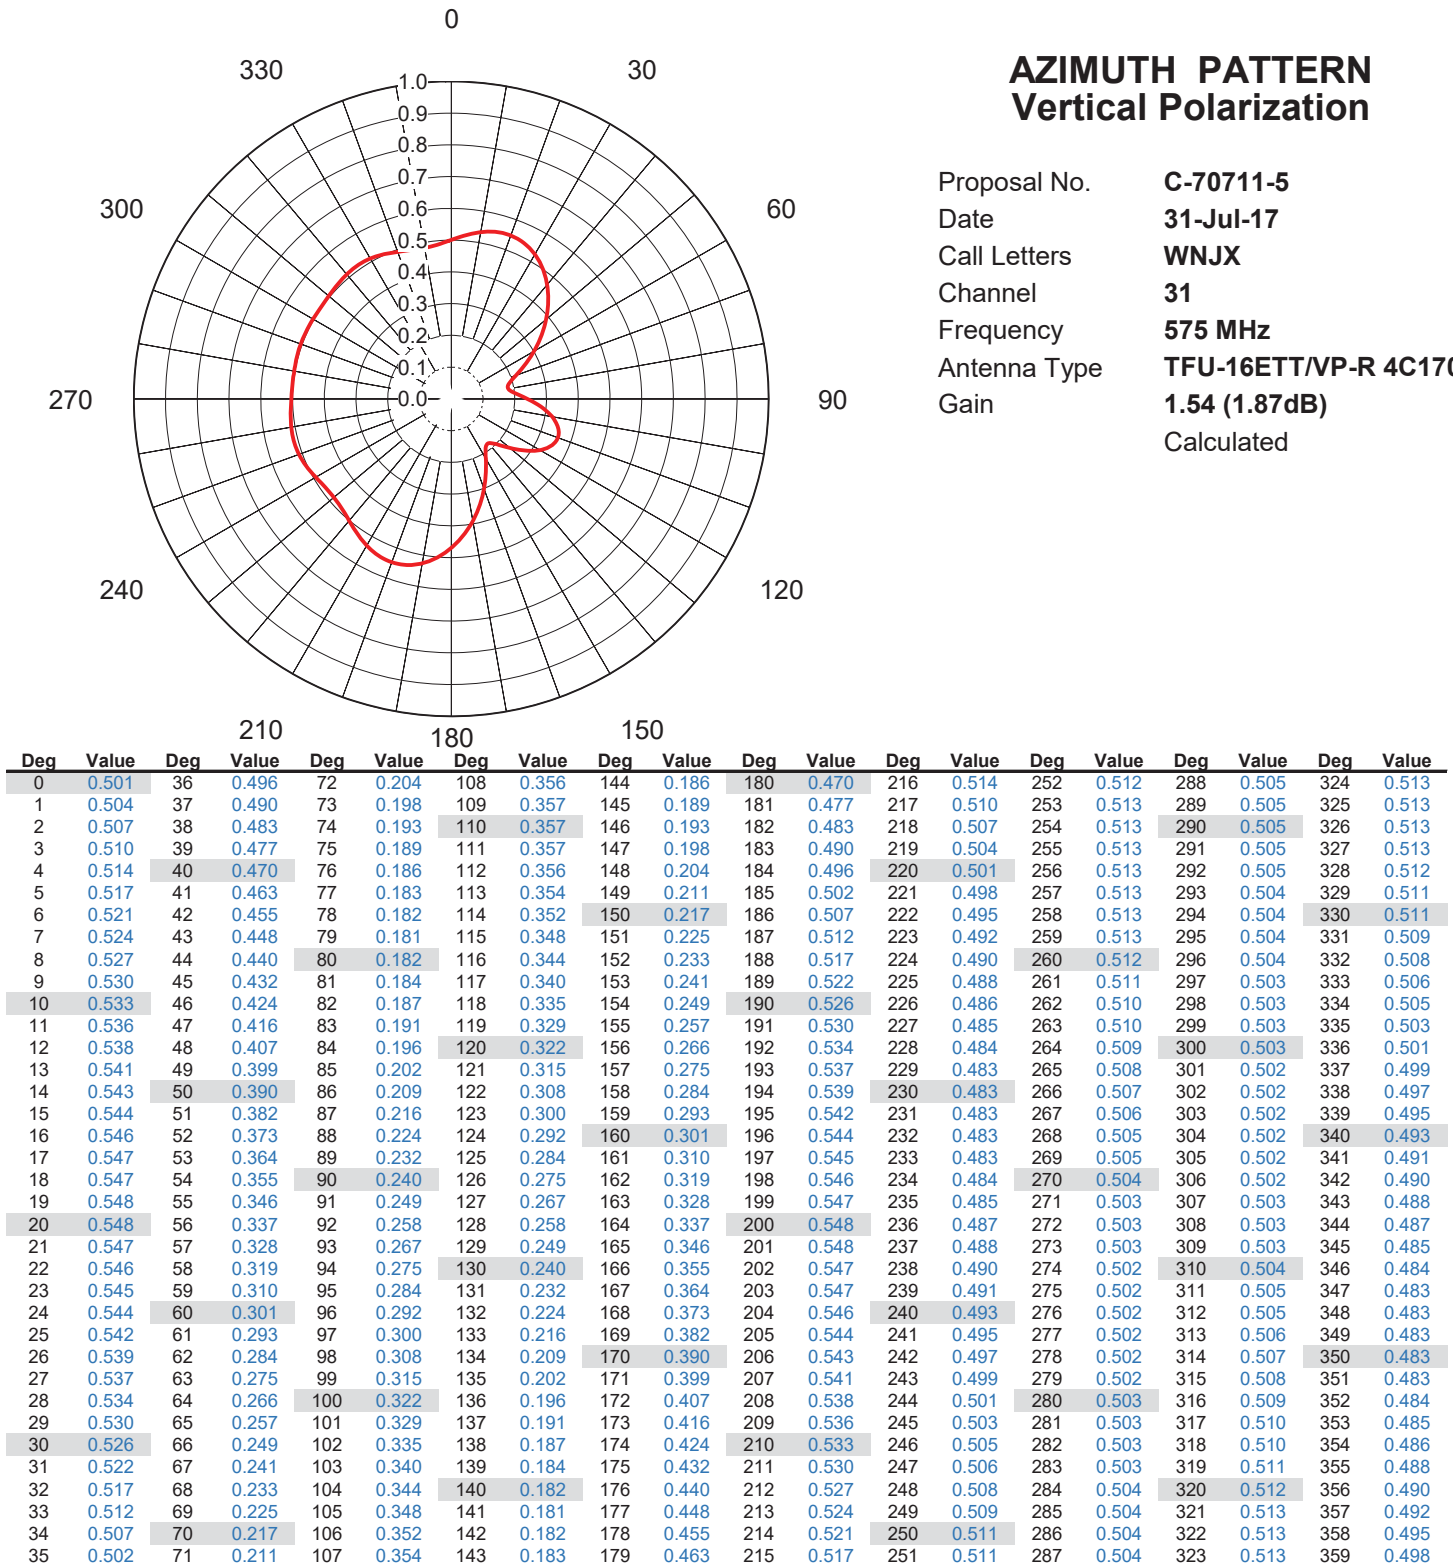 0
330
30
AZIMUTH PATTERN
Vertical Polarization
1.0
0.9
0.8
0.7
0.6
0.5
0.4
0.3
0.2
0.1
0.0
300
60
270
90
240
120
210
180
150
Proposal No. C-70711-5
Date 31-Jul-17
Call Letters WNJX
Channel 31
Frequency 575 MHz
Antenna Type TFU-16ETT/VP-R 4C170
Gain 1.54 (1.87dB)
Calculated
Deg Value Deg Value Deg Value Deg Value Deg Value Deg Value Deg Value Deg Value Deg Value Deg Value
0 0.501 36 0.496 72 0.204 108 0.356 144 0.186 180 0.470 216 0.514 252 0.512 288 0.505 324 0.513
1 0.504 37 0.490 73 0.198 109 0.357 145 0.189 181 0.477 217 0.510 253 0.513 289 0.505 325 0.513
2 0.507 38 0.483 74 0.193 110 0.357 146 0.193 182 0.483 218 0.507 254 0.513 290 0.505 326 0.513
3 0.510 39 0.477 75 0.189 111 0.357 147 0.198 183 0.490 219 0.504 255 0.513 291 0.505 327 0.513
4 0.514 40 0.470 76 0.186 112 0.356 148 0.204 184 0.496 220 0.501 256 0.513 292 0.505 328 0.512
5 0.517 41 0.463 77 0.183 113 0.354 149 0.211 185 0.502 221 0.498 257 0.513 293 0.504 329 0.511
6 0.521 42 0.455 78 0.182 114 0.352 150 0.217 186 0.507 222 0.495 258 0.513 294 0.504 330 0.511
7 0.524 43 0.448 79 0.181 115 0.348 151 0.225 187 0.512 223 0.492 259 0.513 295 0.504 331 0.509
8 0.527 44 0.440 80 0.182 116 0.344 152 0.233 188 0.517 224 0.490 260 0.512 296 0.504 332 0.508
9 0.530 45 0.432 81 0.184 117 0.340 153 0.241 189 0.522 225 0.488 261 0.511 297 0.503 333 0.506
10 0.533 46 0.424 82 0.187 118 0.335 154 0.249 190 0.526 226 0.486 262 0.510 298 0.503 334 0.505
11 0.536 47 0.416 83 0.191 119 0.329 155 0.257 191 0.530 227 0.485 263 0.510 299 0.503 335 0.503
12 0.538 48 0.407 84 0.196 120 0.322 156 0.266 192 0.534 228 0.484 264 0.509 300 0.503 336 0.501
13 0.541 49 0.399 85 0.202 121 0.315 157 0.275 193 0.537 229 0.483 265 0.508 301 0.502 337 0.499
14 0.543 50 0.390 86 0.209 122 0.308 158 0.284 194 0.539 230 0.483 266 0.507 302 0.502 338 0.497
15 0.544 51 0.382 87 0.216 123 0.300 159 0.293 195 0.542 231 0.483 267 0.506 303 0.502 339 0.495
16 0.546 52 0.373 88 0.224 124 0.292 160 0.301 196 0.544 232 0.483 268 0.505 304 0.502 340 0.493
17 0.547 53 0.364 89 0.232 125 0.284 161 0.310 197 0.545 233 0.483 269 0.505 305 0.502 341 0.491
18 0.547 54 0.355 90 0.240 126 0.275 162 0.319 198 0.546 234 0.484 270 0.504 306 0.502 342 0.490
19 0.548 55 0.346 91 0.249 127 0.267 163 0.328 199 0.547 235 0.485 271 0.503 307 0.503 343 0.488
20 0.548 56 0.337 92 0.258 128 0.258 164 0.337 200 0.548 236 0.487 272 0.503 308 0.503 344 0.487
21 0.547 57 0.328 93 0.267 129 0.249 165 0.346 201 0.548 237 0.488 273 0.503 309 0.503 345 0.485
22 0.546 58 0.319 94 0.275 130 0.240 166 0.355 202 0.547 238 0.490 274 0.502 310 0.504 346 0.484
23 0.545 59 0.310 95 0.284 131 0.232 167 0.364 203 0.547 239 0.491 275 0.502 311 0.505 347 0.483
24 0.544 60 0.301 96 0.292 132 0.224 168 0.373 204 0.546 240 0.493 276 0.502 312 0.505 348 0.483
25 0.542 61 0.293 97 0.300 133 0.216 169 0.382 205 0.544 241 0.495 277 0.502 313 0.506 349 0.483
26 0.539 62 0.284 98 0.308 134 0.209 170 0.390 206 0.543 242 0.497 278 0.502 314 0.507 350 0.483
27 0.537 63 0.275 99 0.315 135 0.202 171 0.399 207 0.541 243 0.499 279 0.502 315 0.508 351 0.483
28 0.534 64 0.266 100 0.322 136 0.196 172 0.407 208 0.538 244 0.501 280 0.503 316 0.509 352 0.484
29 0.530 65 0.257 101 0.329 137 0.191 173 0.416 209 0.536 245 0.503 281 0.503 317 0.510 353 0.485
30 0.526 66 0.249 102 0.335 138 0.187 174 0.424 210 0.533 246 0.505 282 0.503 318 0.510 354 0.486
31 0.522 67 0.241 103 0.340 139 0.184 175 0.432 211 0.530 247 0.506 283 0.503 319 0.511 355 0.488
32 0.517 68 0.233 104 0.344 140 0.182 176 0.440 212 0.527 248 0.508 284 0.504 320 0.512 356 0.490
33 0.512 69 0.225 105 0.348 141 0.181 177 0.448 213 0.524 249 0.509 285 0.504 321 0.513 357 0.492
34 0.507 70 0.217 106 0.352 142 0.182 178 0.455 214 0.521 250 0.511 286 0.504 322 0.513 358 0.495
35 0.502 71 0.211 107 0.354 143 0.183 179 0.463 215 0.517 251 0.511 287 0.504 323 0.513 359 0.498